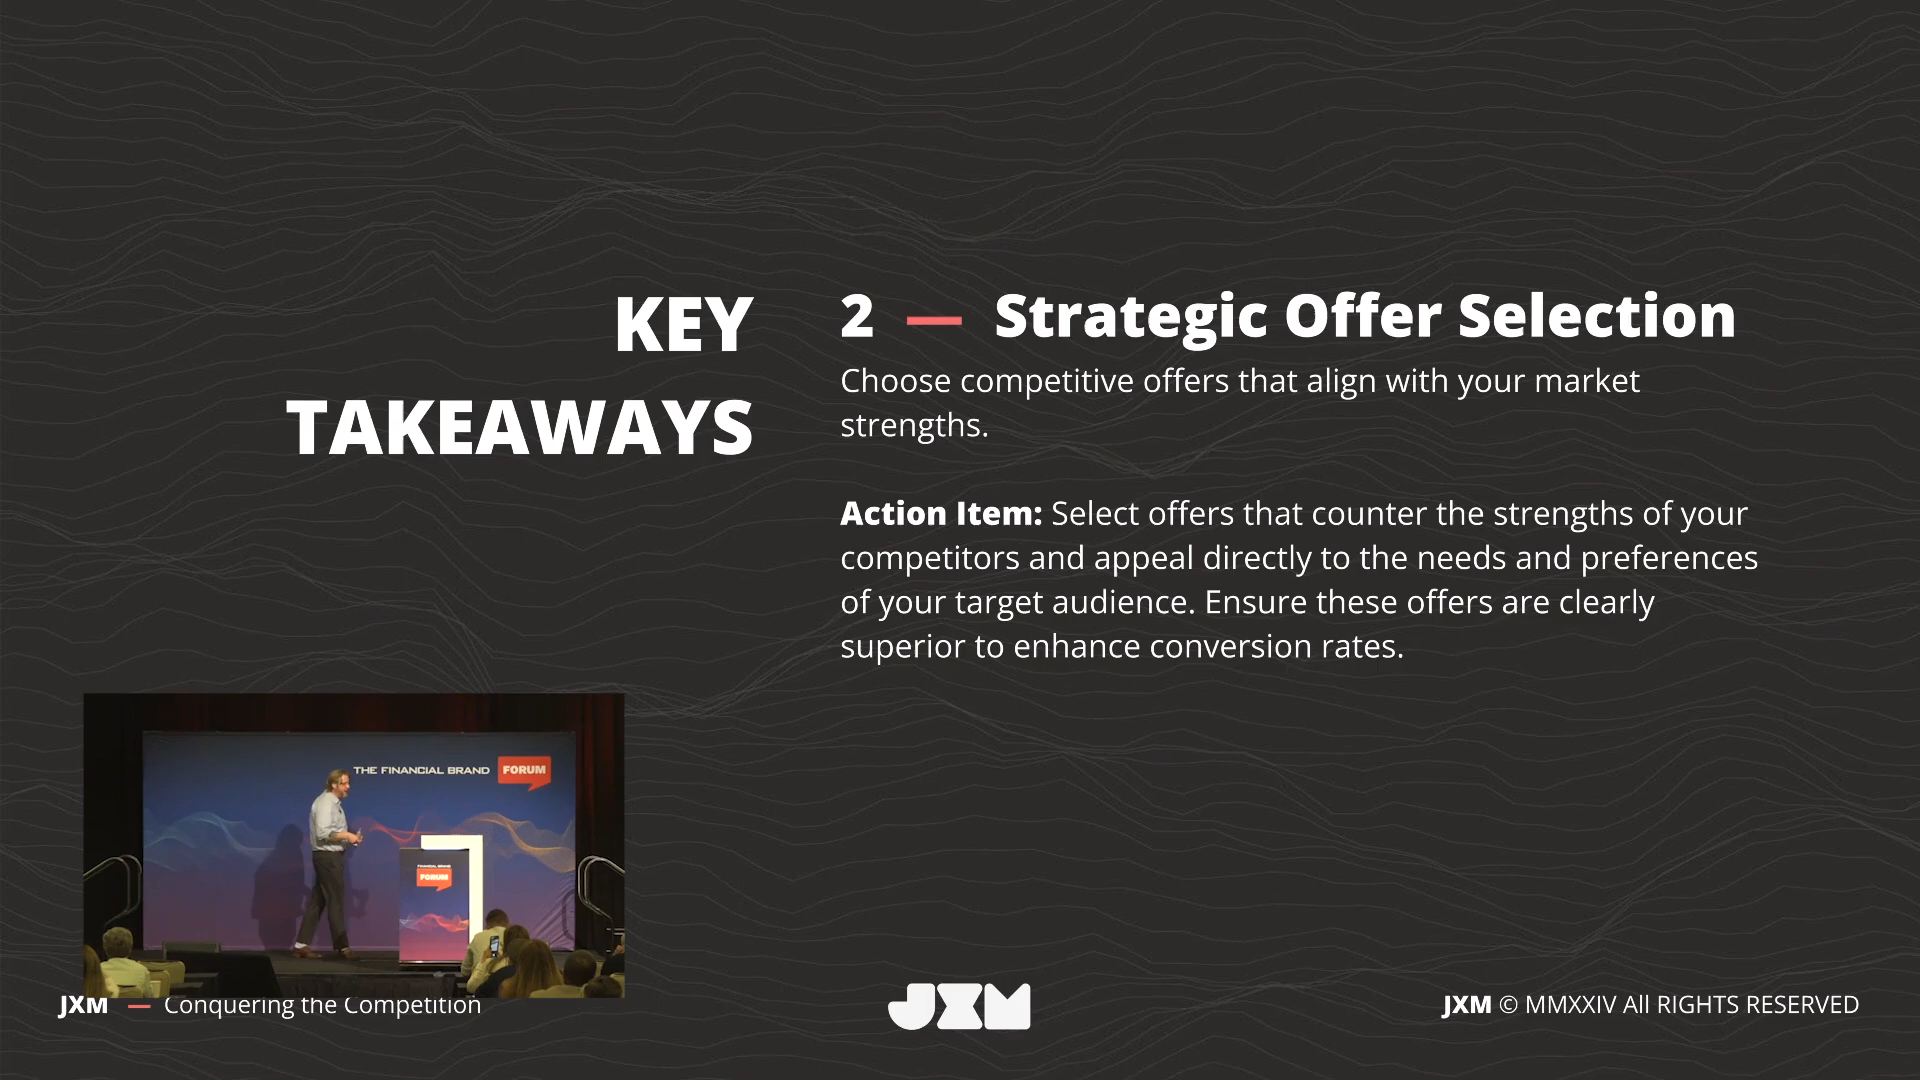 KEY
TAKEAWAYS
2 — Strategic Offer Selection
Choose competitive offers that align with your market
strengths.
Action Item: Select offers that counter the strengths of your
competitors and appeal directly to the needs and preferences
of your target audience. Ensure these offers are clearly
superior to enhance conversion rates.
THE FINANCIAL BRAND FORUM
FINANCIAL BRAND
FORUM
JXM — Conquering the Competition
JXM
JXM © MMXXIV All RIGHTS RESERVED